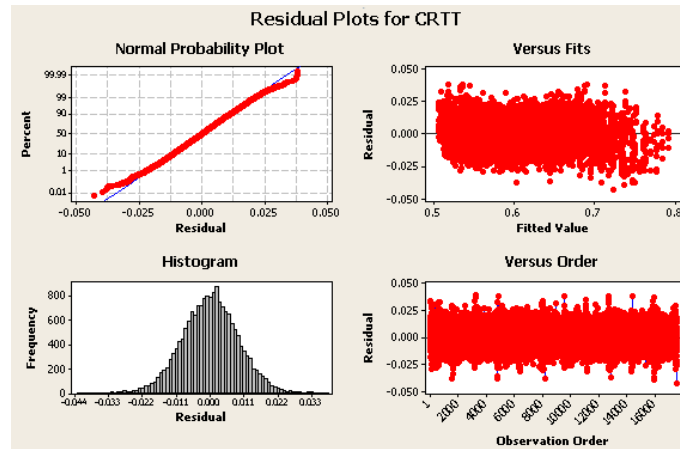 Residual Plots for CRTT
Normal Probability Plot
Percent
99.99
99
90
50
10
1
0.01
-0.050 -0.025 0.000 0.025 0.050
Residual
Versus Fits
Residual
0.050
0.025
0.000
-0.025
-0.050
0.5 0.6 0.7 0.8
Fitted Value
Histogram
Frequency
800
600
400
200
0
-0.044 -0.033 -0.022 -0.011 0.000 0.011 0.022 0.033
Residual
Versus Order
Residual
0.050
0.025
0.000
-0.025
-0.050
1 2000 4000 6000 8000 10000 12000 14000 16000
Observation Order